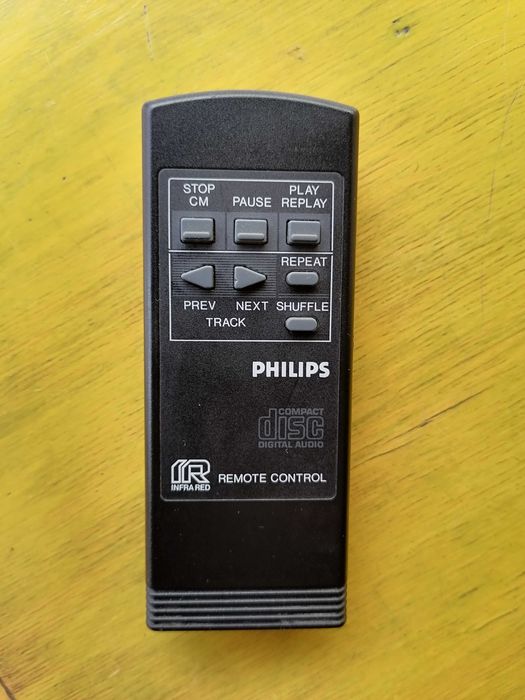 STOP
CM
PAUSE
PLAY
REPLAY
REPEAT
PREV NEXT
TRACK
SHUFFLE
PHILIPS
COMPACT
disc
DIGITAL AUDIO
IR
INFRA RED
REMOTE CONTROL